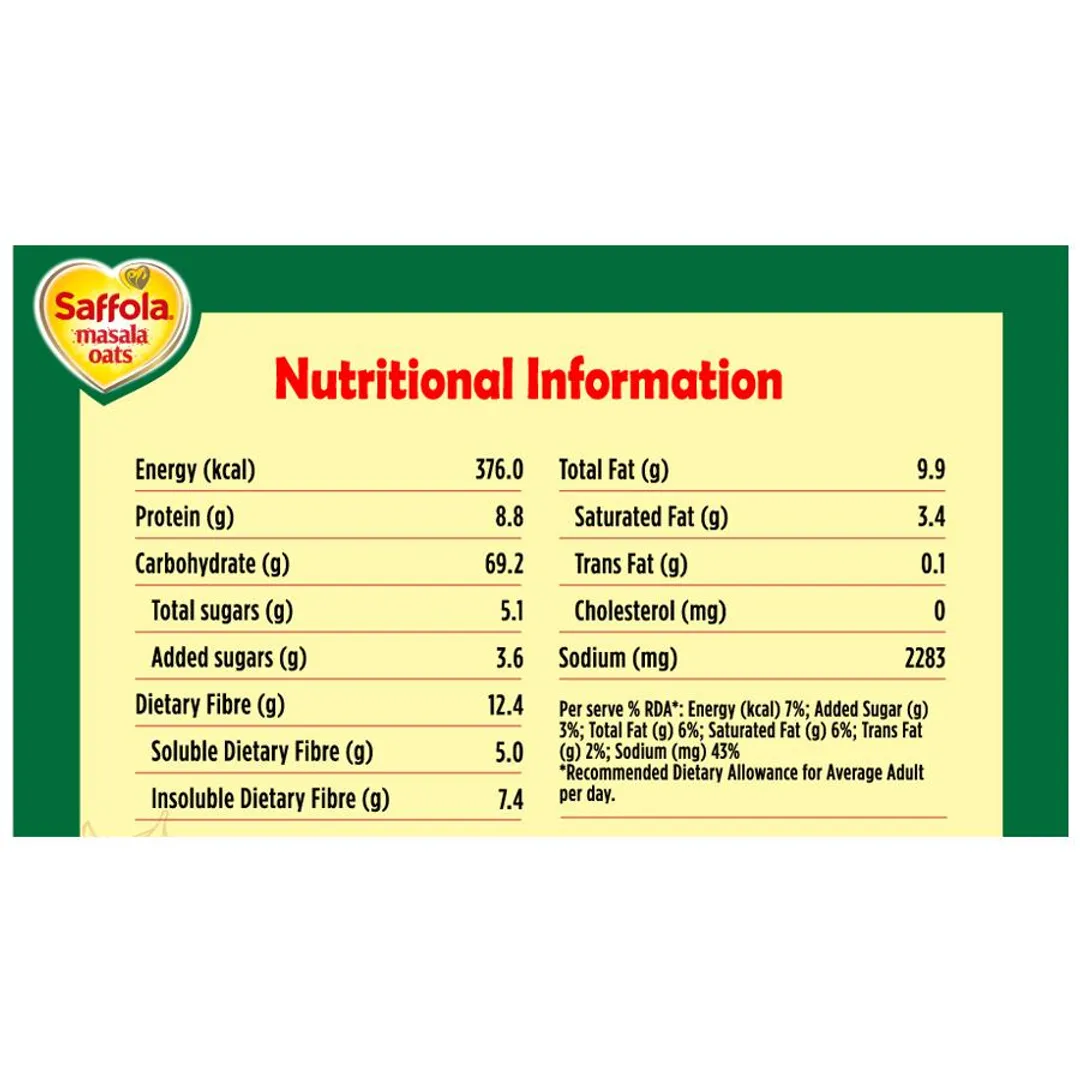 Saffola
masala
oats
Nutritional Information
Energy (kcal) 376.0
Protein (g) 8.8
Carbohydrate (g) 69.2
Total sugars (g) 5.1
Added sugars (g) 3.6
Dietary Fibre (g) 12.4
Soluble Dietary Fibre (g) 5.0
Insoluble Dietary Fibre (g) 7.4
Total Fat (g) 9.9
Saturated Fat (g) 3.4
Trans Fat (g) 0.1
Cholesterol (mg) 0
Sodium (mg) 2283
Per serve % RDA*: Energy (kcal) 7%; Added Sugar (g)
3%; Total Fat (g) 6%; Saturated Fat (g) 6%; Trans Fat
(g) 2%; Sodium (mg) 43%
*Recommended Dietary Allowance for Average Adult
per day.